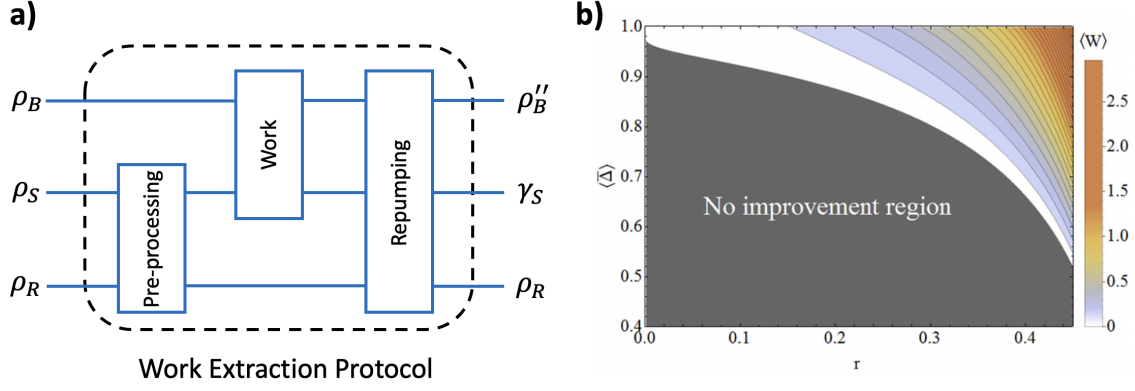 a)
ρ_B
ρ_S
ρ_R
Pre-processing
Work
Repumping
ρ_B''
γ_S
ρ_R
Work Extraction Protocol
b)
⟨W⟩
1.0
0.9
0.8
0.7
0.6
0.5
0.4
⟨Δ̄⟩
No improvement region
0.0
0.1
0.2
0.3
0.4
r
2.5
2.0
1.5
1.0
0.5
0